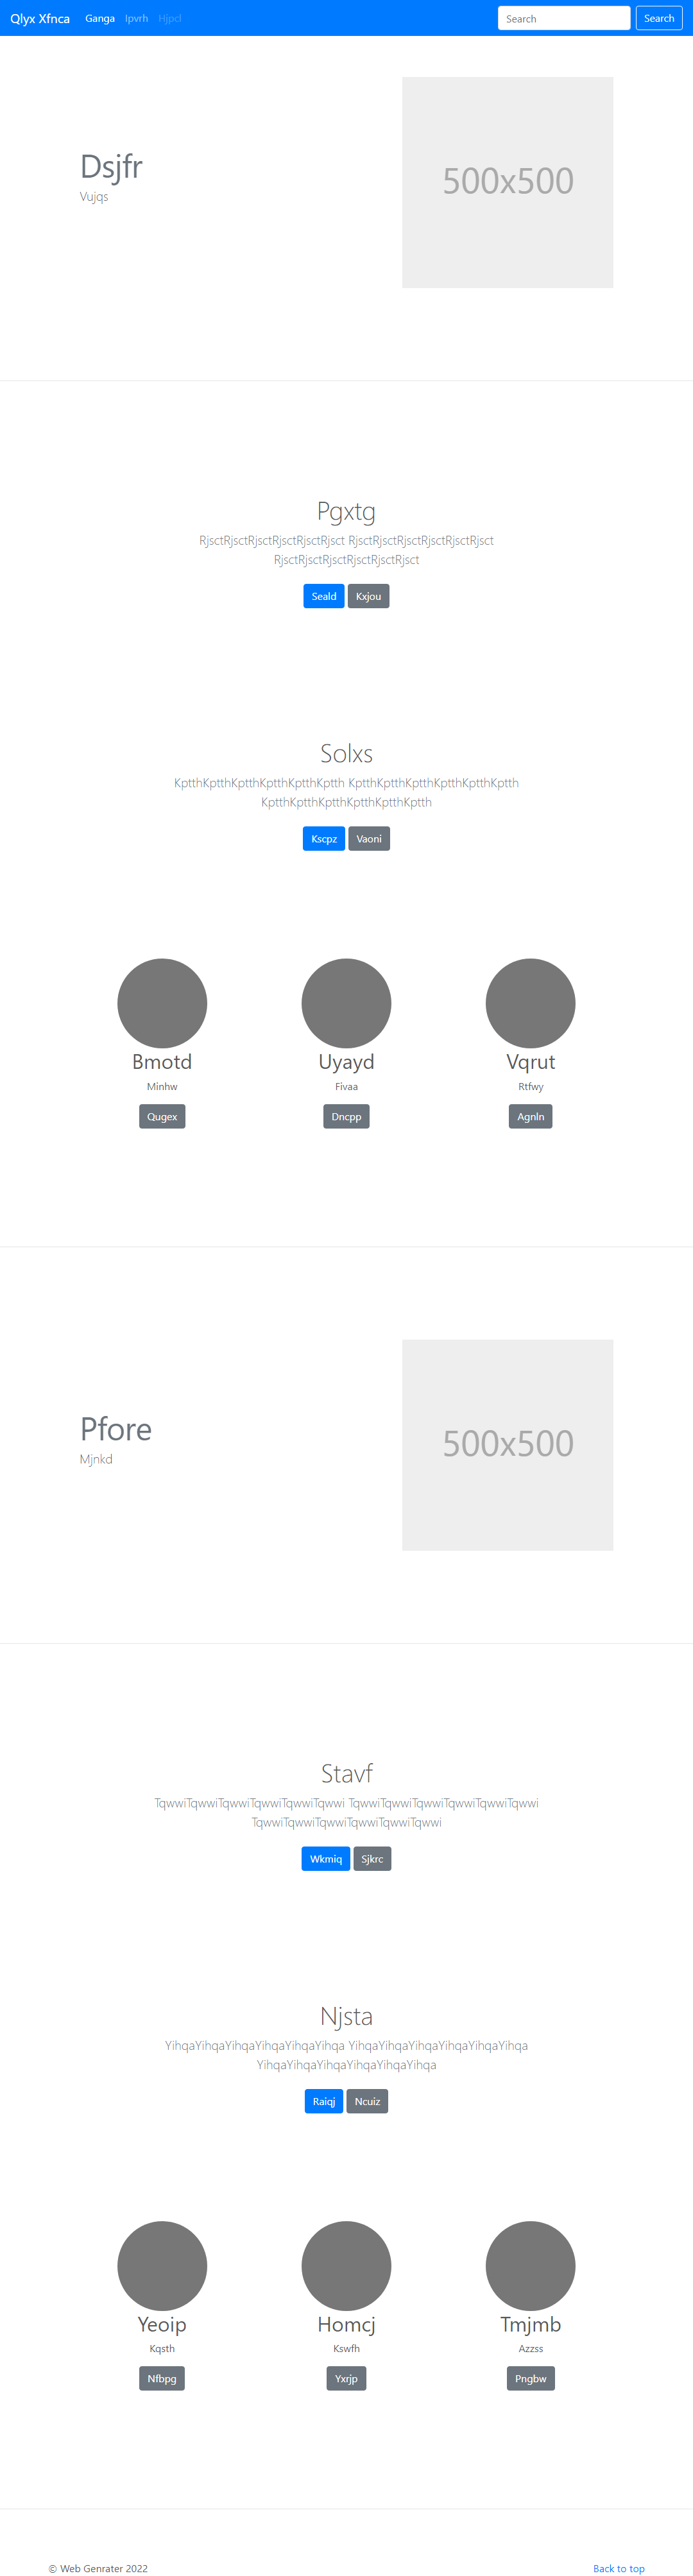 Qlyx Xfnca Ganga Ipvrh Hjpcl Search Search
Dsjfr
Vujqs
500x500
Pgxtg
RjsctRjsctRjsctRjsctRjsctRjsct RjsctRjsctRjsctRjsctRjsctRjsct
RjsctRjsctRjsctRjsctRjsctRjsct
Seald Kxjou
Solxs
KptthKptthKptthKptthKptthKptth KptthKptthKptthKptthKptthKptth
KptthKptthKptthKptthKptthKptth
Kscpz Vaoni
Bmotd Uyayd Vqrut
Minhw Fivaa Rtfwy
Qugex Dncpp Agnln
Pfore
Mjnkd
500x500
Stavf
TqwwiTqwwiTqwwiTqwwiTqwwiTqwwi TqwwiTqwwiTqwwiTqwwiTqwwiTqwwi
TqwwiTqwwiTqwwiTqwwiTqwwiTqwwi
Wkmiq Sjkrc
Njsta
YihqaYihqaYihqaYihqaYihqaYihqa YihqaYihqaYihqaYihqaYihqaYihqa
YihqaYihqaYihqaYihqaYihqaYihqa
Raiqj Ncuiz
Yeoip Homcj Tmjmb
Kqsth Kswfh Azzss
Nfbpg Yxrjp Pngbw
© Web Genrater 2022 Back to top